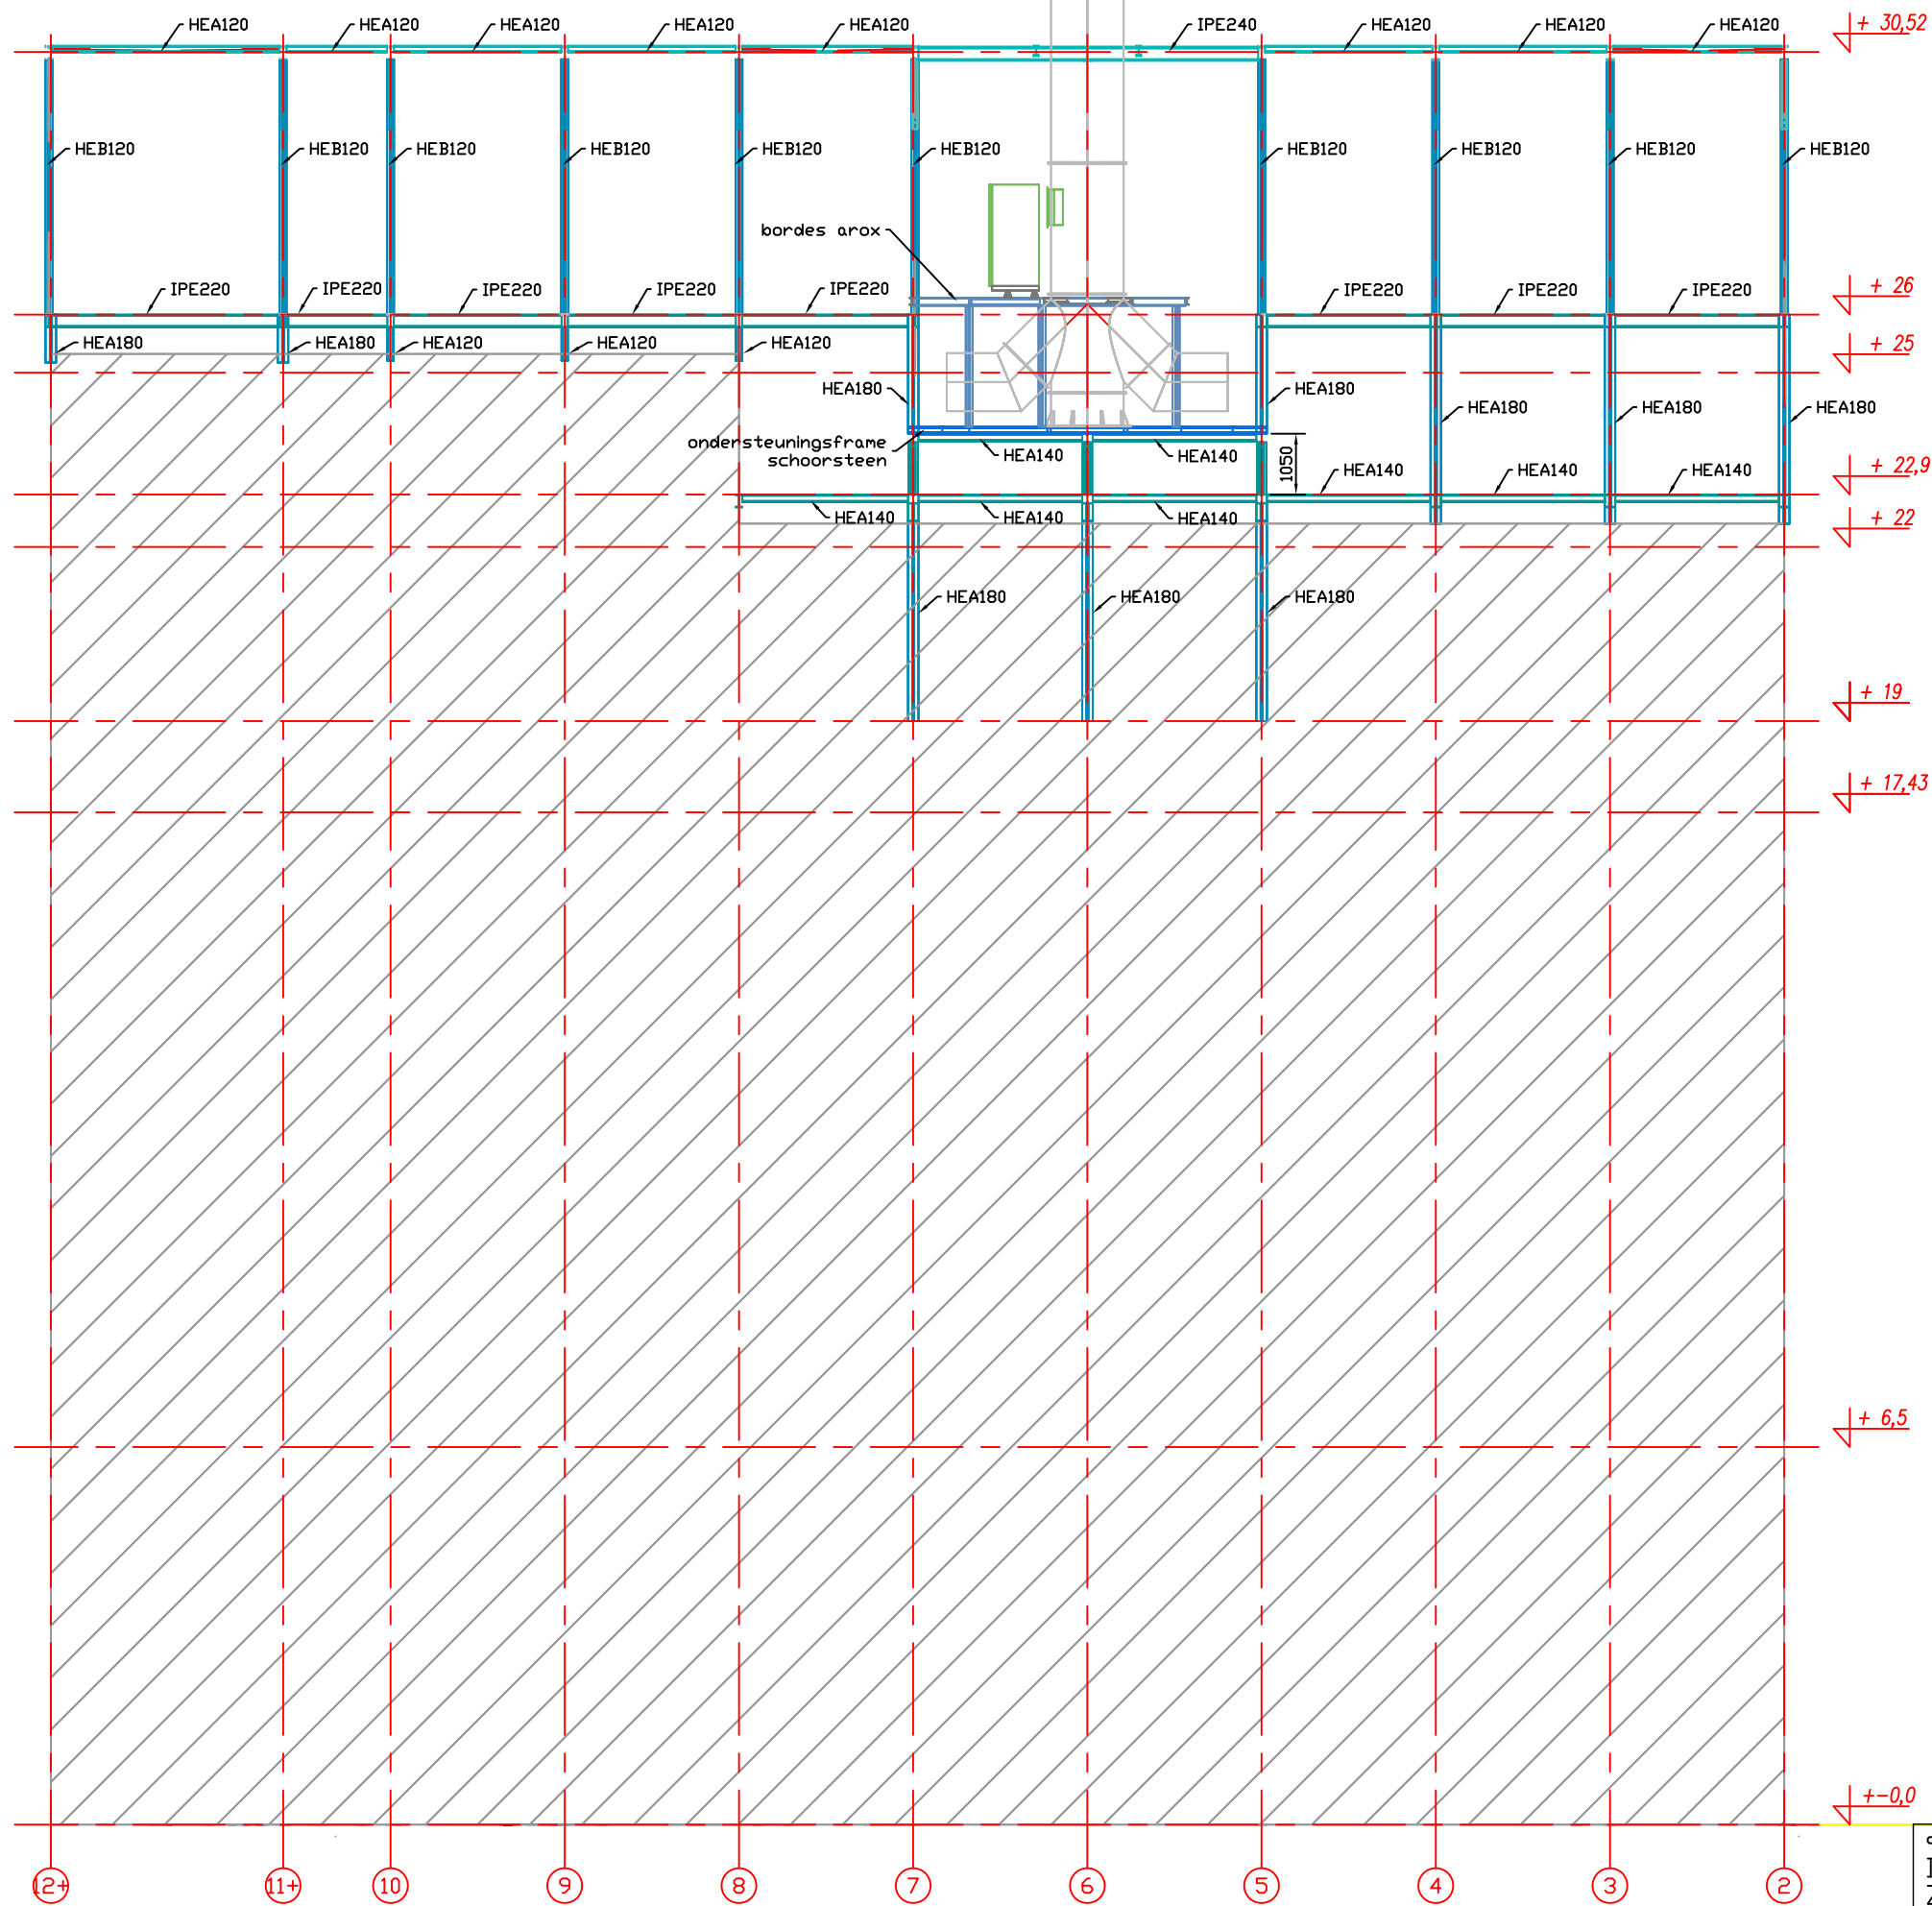 HEA120 HEA120 HEA120 HEA120 HEA120 IPE240 HEA120 HEA120 HEA120 + 30,52
HEB120 HEB120 HEB120 HEB120 HEB120 HEB120 HEB120 HEB120 HEB120 HEB120
bordes arox
IPE220 IPE220 IPE220 IPE220 IPE220 IPE220 IPE220 IPE220 + 26
HEA180 HEA180 HEA120 HEA120 HEA120 + 25
HEA180 HEA180
HEA180 HEA180 HEA180
ondersteuningsframe
schoorsteen
HEA140 HEA140 1050 HEA140 HEA140 HEA140 + 22,9
HEA140 HEA140 HEA140 + 22
HEA180 HEA180 HEA180
+ 19
+ 17,43
+ 6,5
+-0,0
12+ 11+ 10 9 8 7 6 5 4 3 2